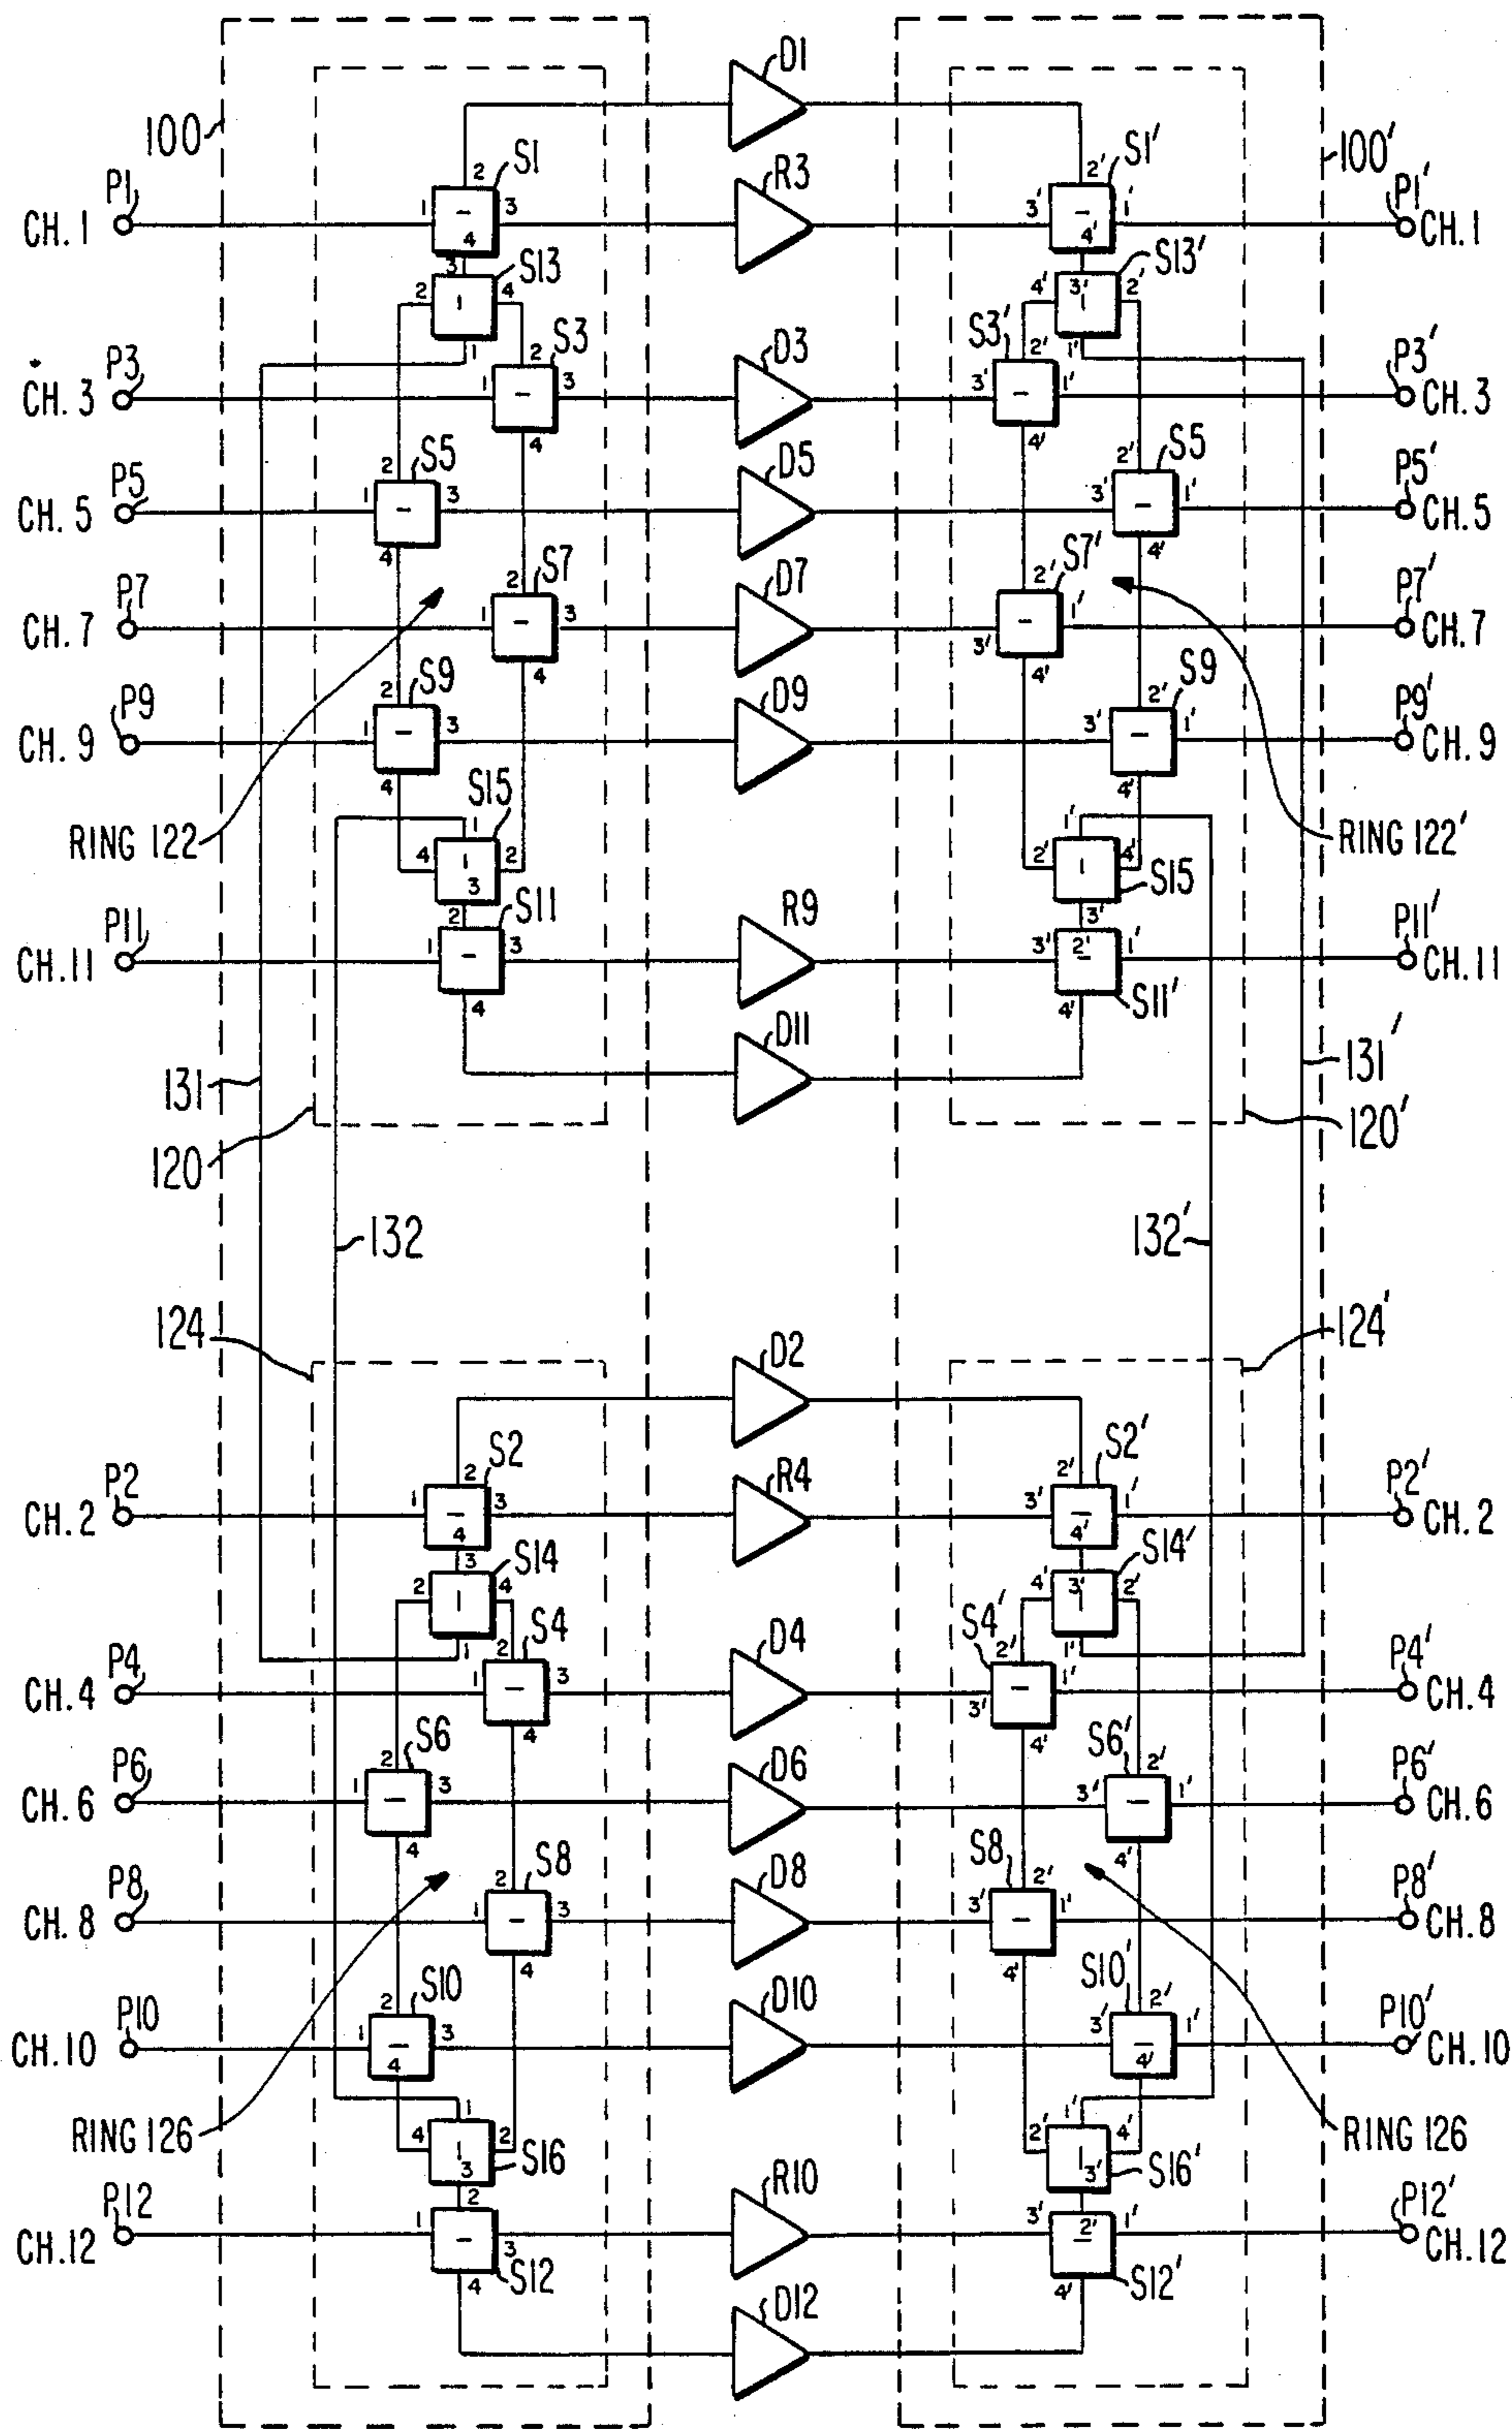 D1
100
S1
R3
S1'
100'
P1
2
2'
P1'
CH. 1
1
3
3'
1'
CH. 1
4
4'
3
S13
S13'
2
1
4
4'
3'
1
2'
P3
1
S3
D3
S3'
1'
P3'
2
2'
CH. 3
1
3
3'
1'
CH. 3
4
4'
P5
S5
D5
S5
P5'
2
2'
CH. 5
1
3
3'
1'
CH. 5
4
4'
P7
S7
D7
S7'
P7'
2
2'
CH. 7
1
3
3'
1'
CH. 7
4
4'
P9
S9
D9
S9
P9'
2
2'
CH. 9
1
3
3'
1'
CH. 9
4
4'
S15
RING 122
1
1'
RING 122'
4
1
3
2
2'
1
4'
S15
P11
S11
R9
3'
P11'
2
CH. 11
1
3
3'
2'
1'
CH. 11
4
4'
S11'
D11
131
131'
120
120'
132
132'
124
124'
D2
S2
R4
S2'
P2
2
2'
P2'
CH. 2
1
3
3'
1'
CH. 2
4
4'
3
S14
S14'
2
1
4
4'
3'
1
2'
P4
1
S4
D4
S4'
1'
P4'
2
2'
CH. 4
1
3
3'
1'
CH. 4
4
4'
P6
S6
D6
S6'
P6'
2
2'
CH. 6
1
3
3'
1'
CH. 6
4
4'
P8
S8
D8
S8
P8'
2
2'
CH. 8
1
3
3'
1'
CH. 8
4
4'
P10
S10
D10
S10'
P10'
2
2'
CH. 10
1
3
3'
1'
CH. 10
4
4'
RING 126
1
1'
RING 126
4
1
3
2
2'
1
3'
4'
S16
S16'
P12
R10
P12'
2
CH. 12
1
3
3'
2'
1'
CH. 12
4
S12
4'
S12'
D12